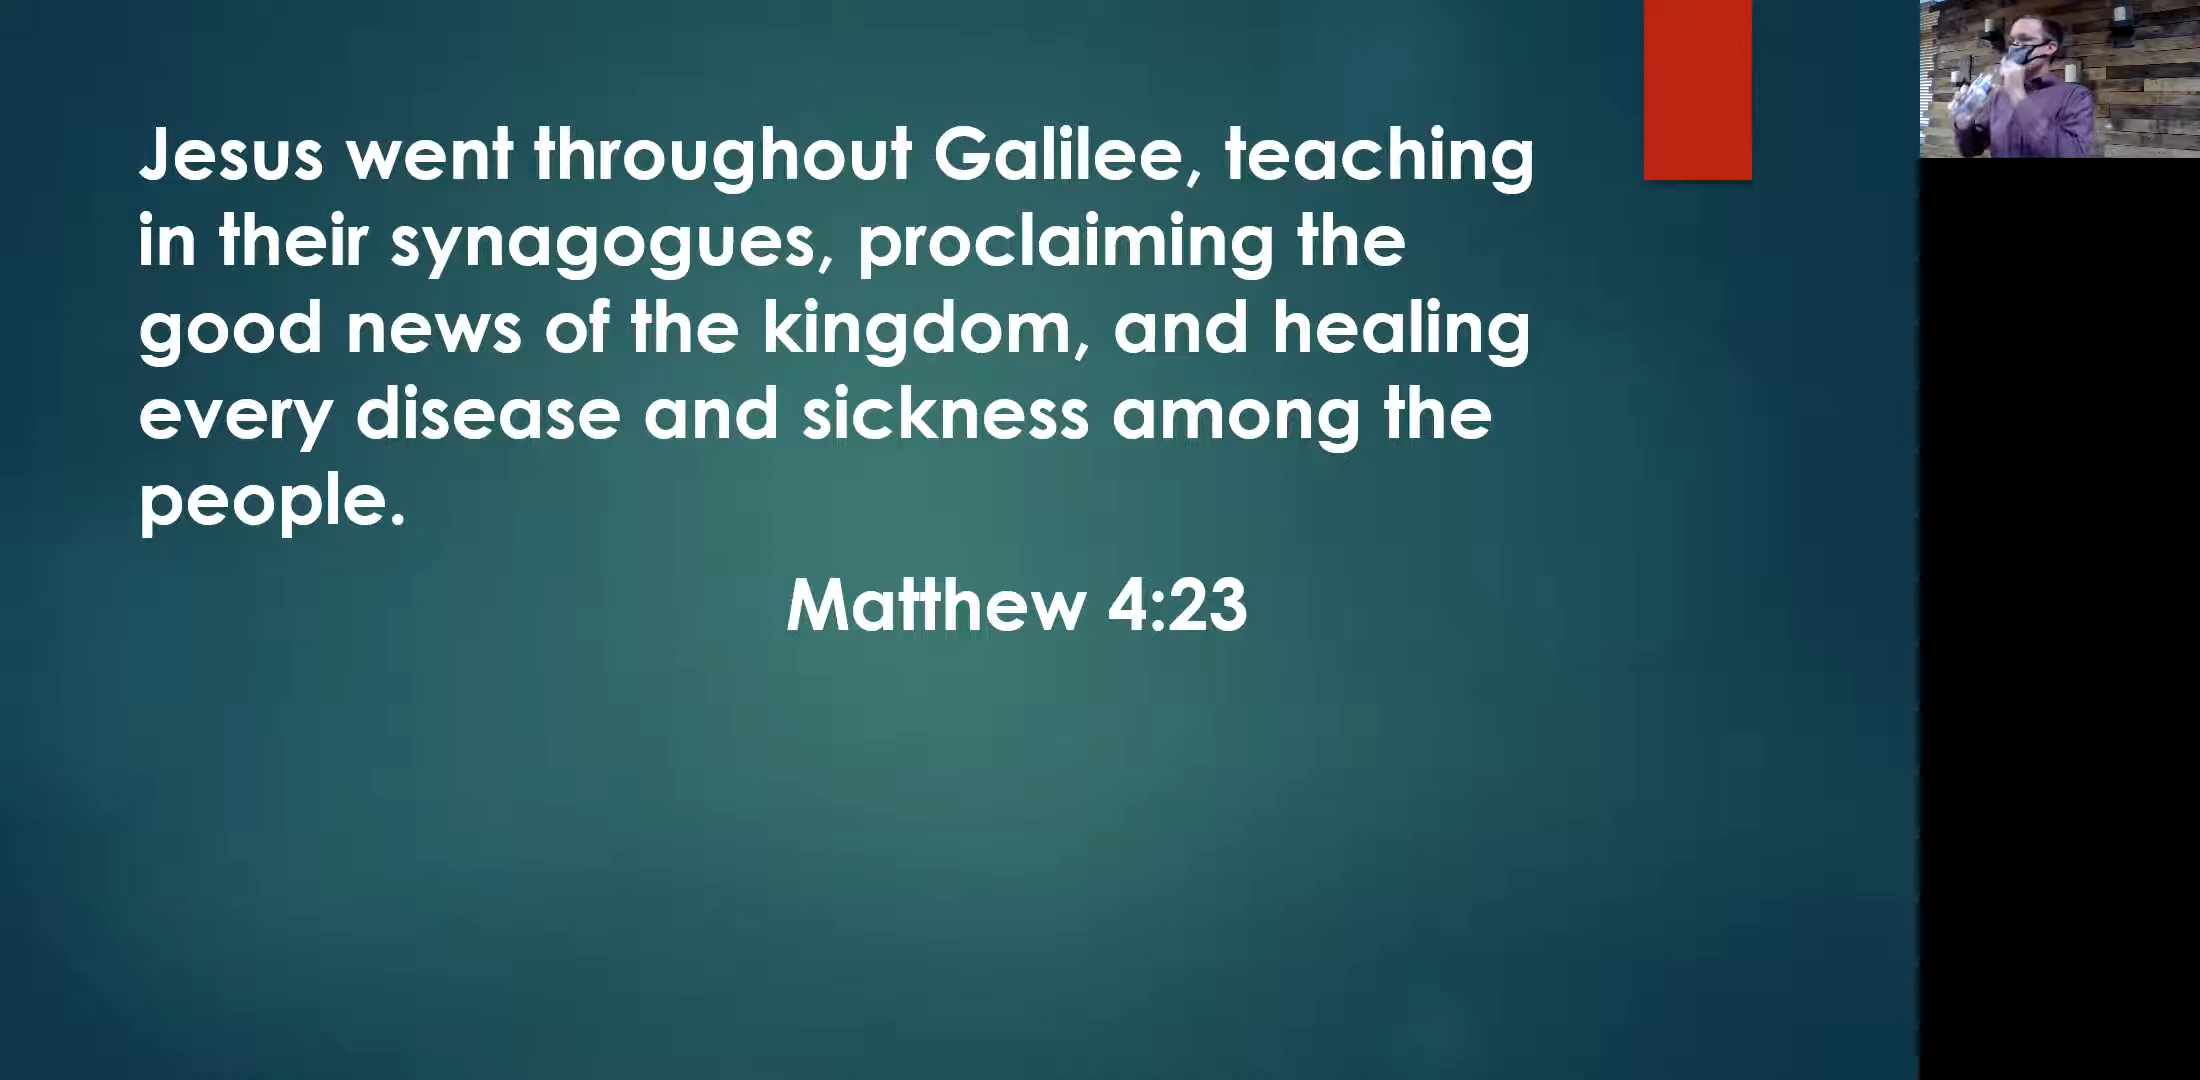 Jesus went throughout Galilee, teaching
in their synagogues, proclaiming the
good news of the kingdom, and healing
every disease and sickness among the
people.
Matthew 4:23